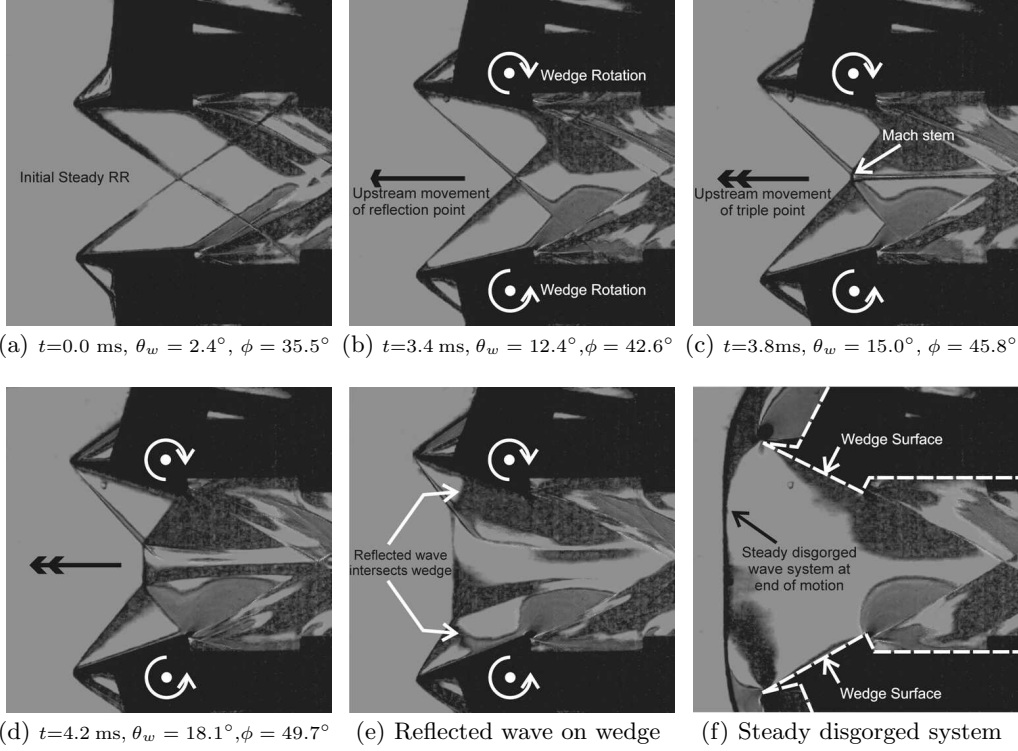 Initial Steady RR
(a) t=0.0 ms, θw = 2.4°, φ = 35.5°
Wedge Rotation
Upstream movement
of reflection point
Wedge Rotation
(b) t=3.4 ms, θw = 12.4°,φ = 42.6°
Mach stem
Upstream movement
of triple point
(c) t=3.8ms, θw = 15.0°, φ = 45.8°
(d) t=4.2 ms, θw = 18.1°,φ = 49.7°
Reflected wave
intersects wedge
(e) Reflected wave on wedge
Wedge Surface
Steady disgorged
wave system at
end of motion
Wedge Surface
(f) Steady disgorged system